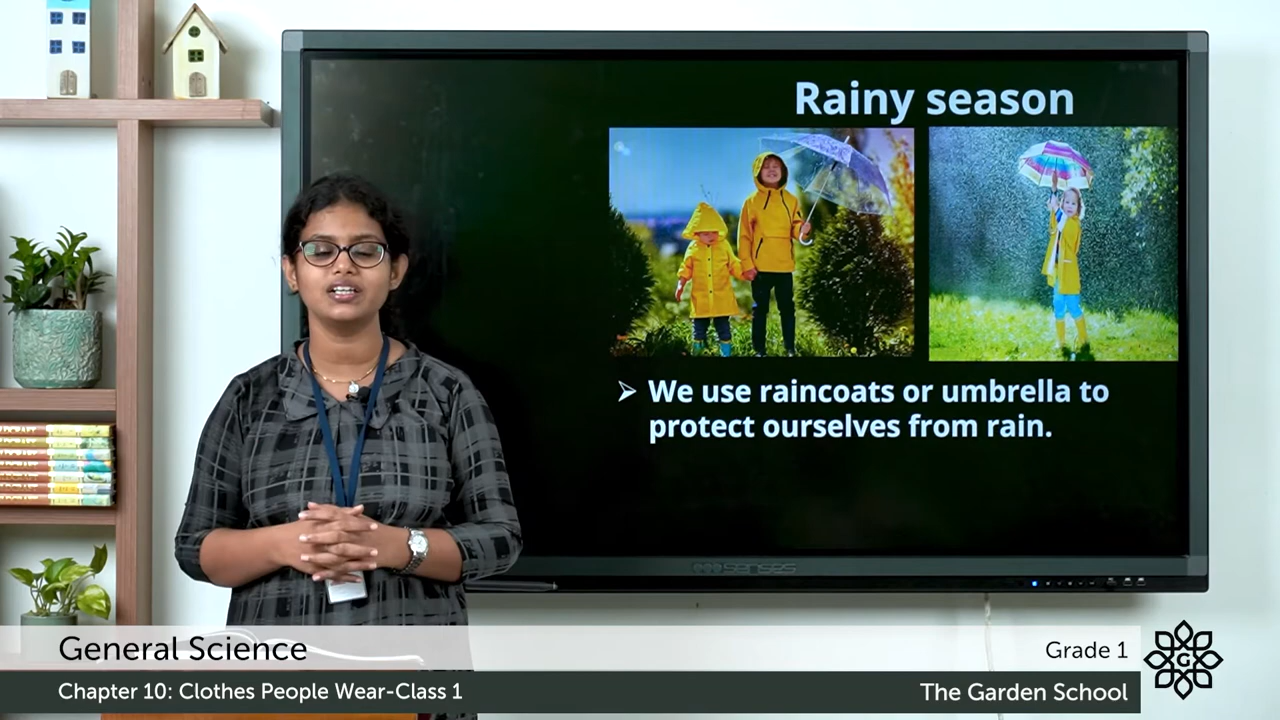 Rainy season
➢ We use raincoats or umbrella to
protect ourselves from rain.
senses
General Science
Grade 1
Chapter 10: Clothes People Wear-Class 1
The Garden School
G